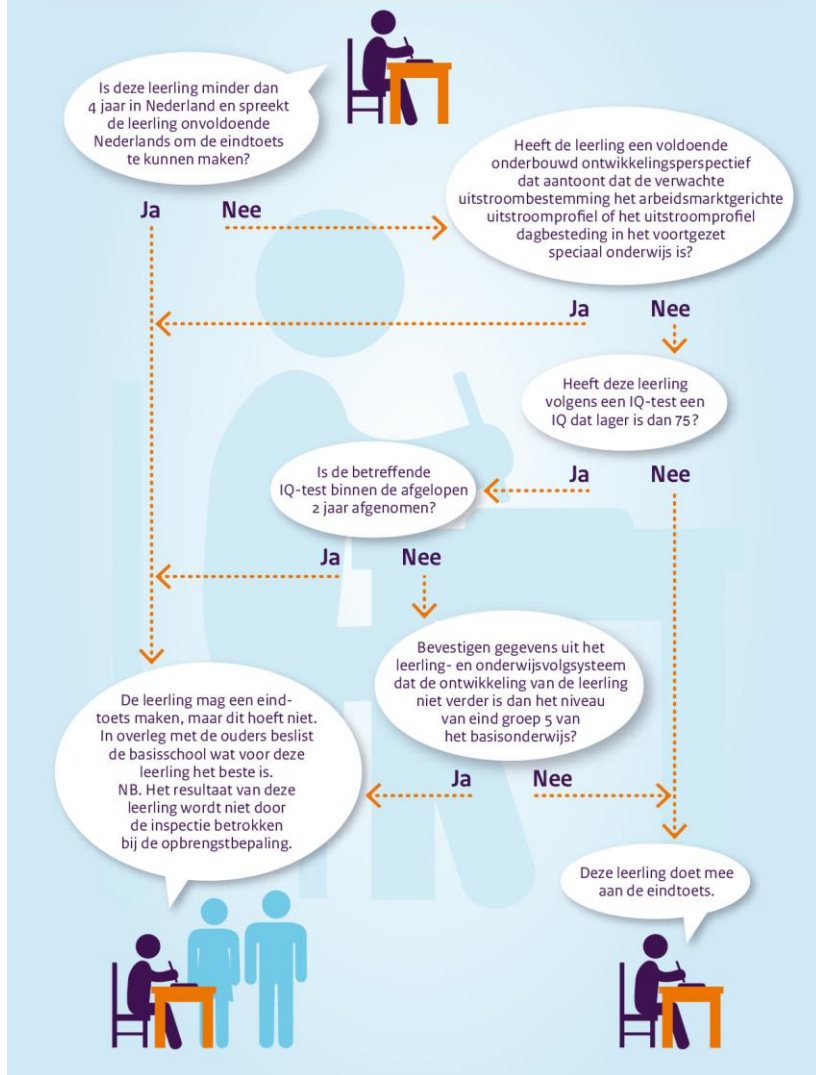 Is deze leerling minder dan
4 jaar in Nederland en spreekt
de leerling onvoldoende
Nederlands om de eindtoets
te kunnen maken?
Ja Nee
Heeft de leerling een voldoende
onderbouwd ontwikkelingsperspectief
dat aantoont dat de verwachte
uitstroombestemming het arbeidsmarktgerichte
uitstroomprofiel of het uitstroomprofiel
dagbesteding in het voortgezet
speciaal onderwijs is?
Ja Nee
Heeft deze leerling
volgens een IQ-test een
IQ dat lager is dan 75?
Ja Nee
Is de betreffende
IQ-test binnen de afgelopen
2 jaar afgenomen?
Ja Nee
Bevestigen gegevens uit het
leerling- en onderwijsvolgsysteem
dat de ontwikkeling van de leerling
niet verder is dan het niveau
van eind groep 5 van
het basisonderwijs?
Ja Nee
De leerling mag een eind-
toets maken, maar dit hoeft niet.
In overleg met de ouders beslist
de basisschool wat voor deze
leerling het beste is.
NB. Het resultaat van deze
leerling wordt niet door
de inspectie betrokken
bij de opbrengstbepaling.
Deze leerling doet mee
aan de eindtoets.